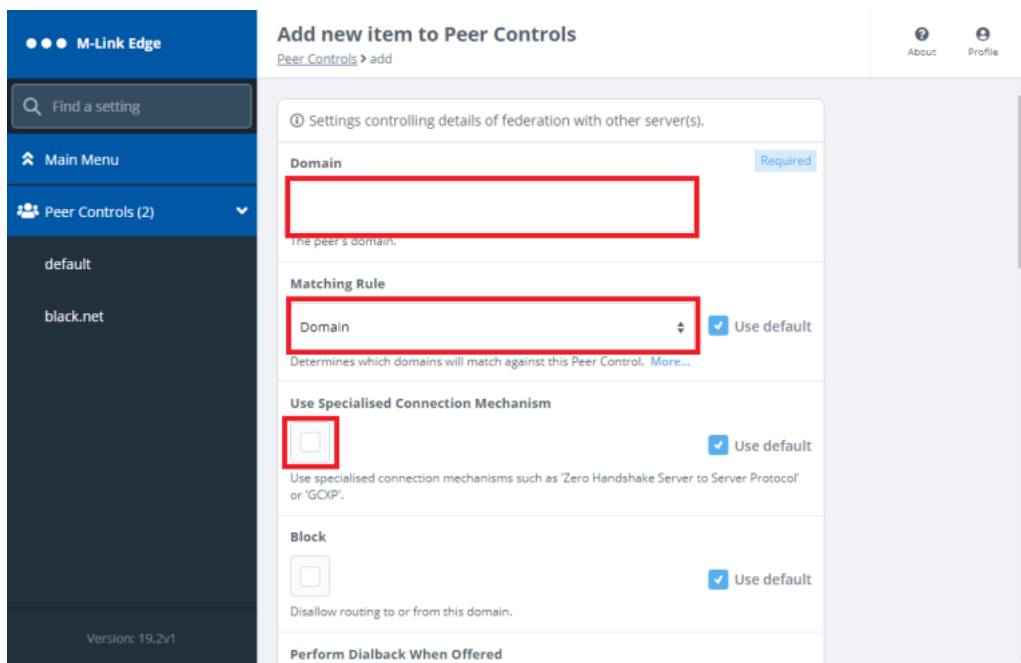 M-Link Edge
Find a setting
Main Menu
Peer Controls (2)
default
black.net
Version: 19.2v1
Add new item to Peer Controls
Peer Controls > add
About
Profile
Settings controlling details of federation with other server(s).
Domain
Required
The peer's domain.
Matching Rule
Domain
Use default
Determines which domains will match against this Peer Control. More...
Use Specialised Connection Mechanism
Use default
Use specialised connection mechanisms such as 'Zero Handshake Server to Server Protocol'
or 'GCXP'.
Block
Use default
Disallow routing to or from this domain.
Perform Dialback When Offered